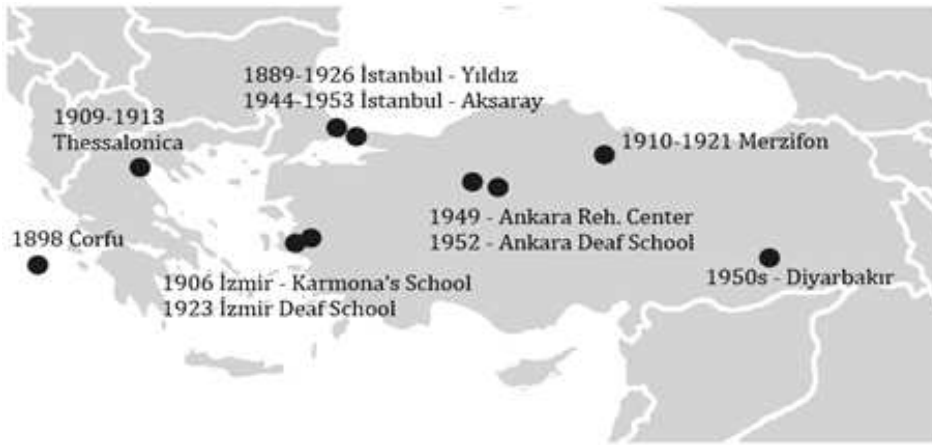 1889-1926 İstanbul - Yıldız
1944-1953 İstanbul - Aksaray
1909-1913
Thessalonica
1910-1921 Merzifon
1949 - Ankara Reh. Center
1952 - Ankara Deaf School
1898 Corfu
1906 İzmir - Karmona's School
1923 İzmir Deaf School
1950s - Diyarbakır